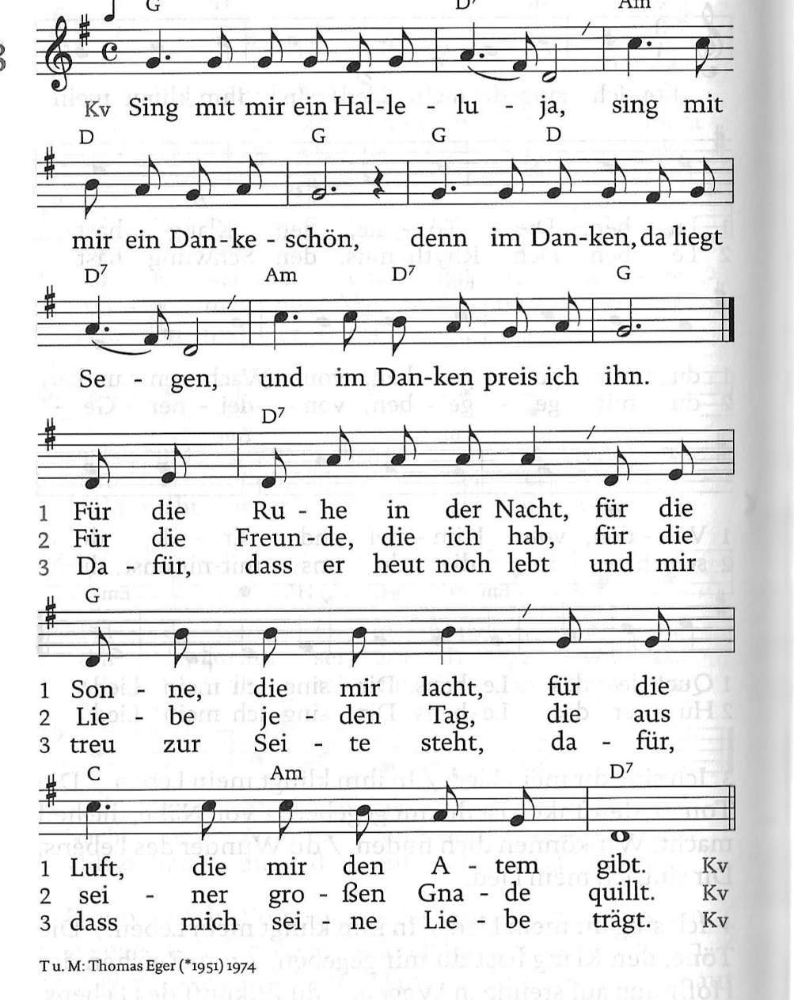 G D7 Am
Kv Sing mit mir ein Hal-le - lu - ja, sing mit
D G G D
mir ein Dan-ke - schön, denn im Dan-ken, da liegt
D7 Am D7 G
Se - gen, und im Dan-ken preis ich ihn.
D7
1 Für die Ru - he in der Nacht, für die
2 Für die Freun - de, die ich hab, für die
3 Da - für, dass er heut noch lebt und mir
G
1 Son - ne, die mir lacht, für die
2 Lie - be je - den Tag, die aus
3 treu zur Sei - te steht, da - für,
C Am D7
1 Luft, die mir den A - tem gibt. Kv
2 sei - ner gro - ßen Gna - de quillt. Kv
3 dass mich sei - ne Lie - be trägt. Kv
T u. M: Thomas Eger (*1951) 1974